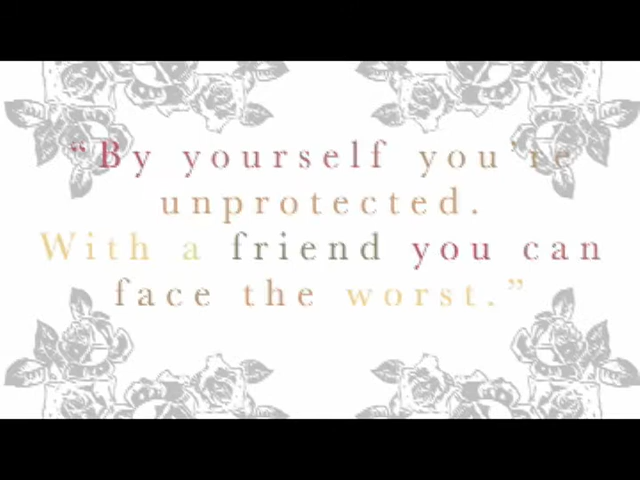 “By yourself you’re
unprotected.
With a friend you can
face the worst.”